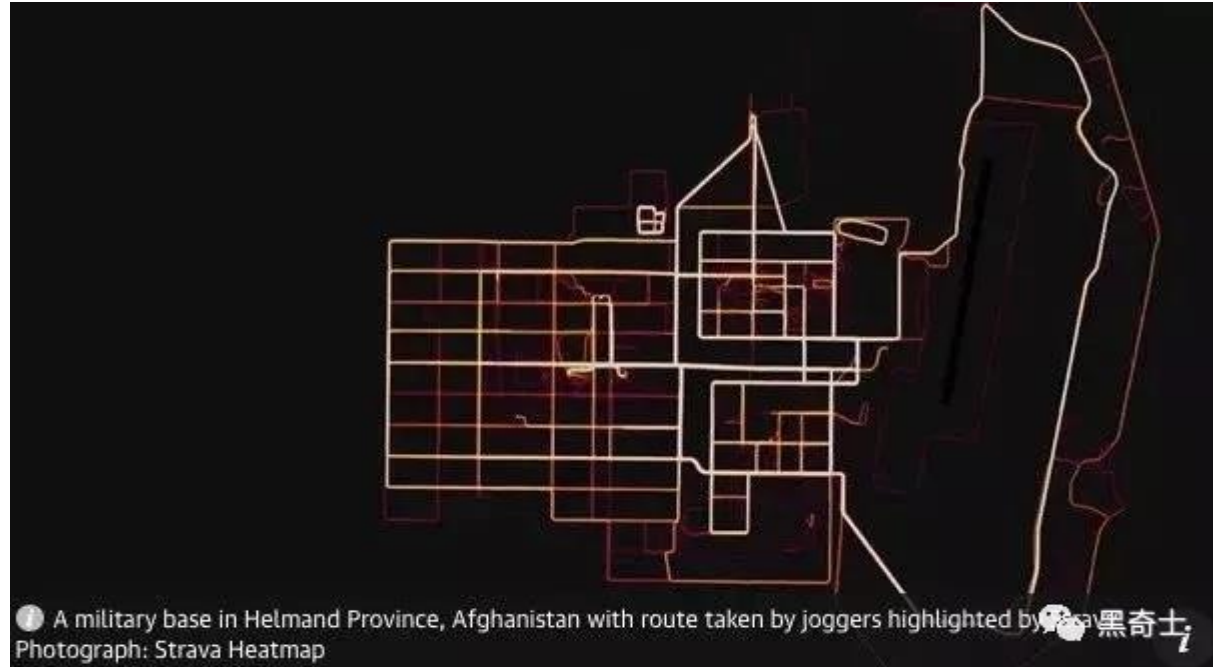 A military base in Helmand Province, Afghanistan with route taken by joggers highlighted by
黑奇士
Photograph: Strava Heatmap